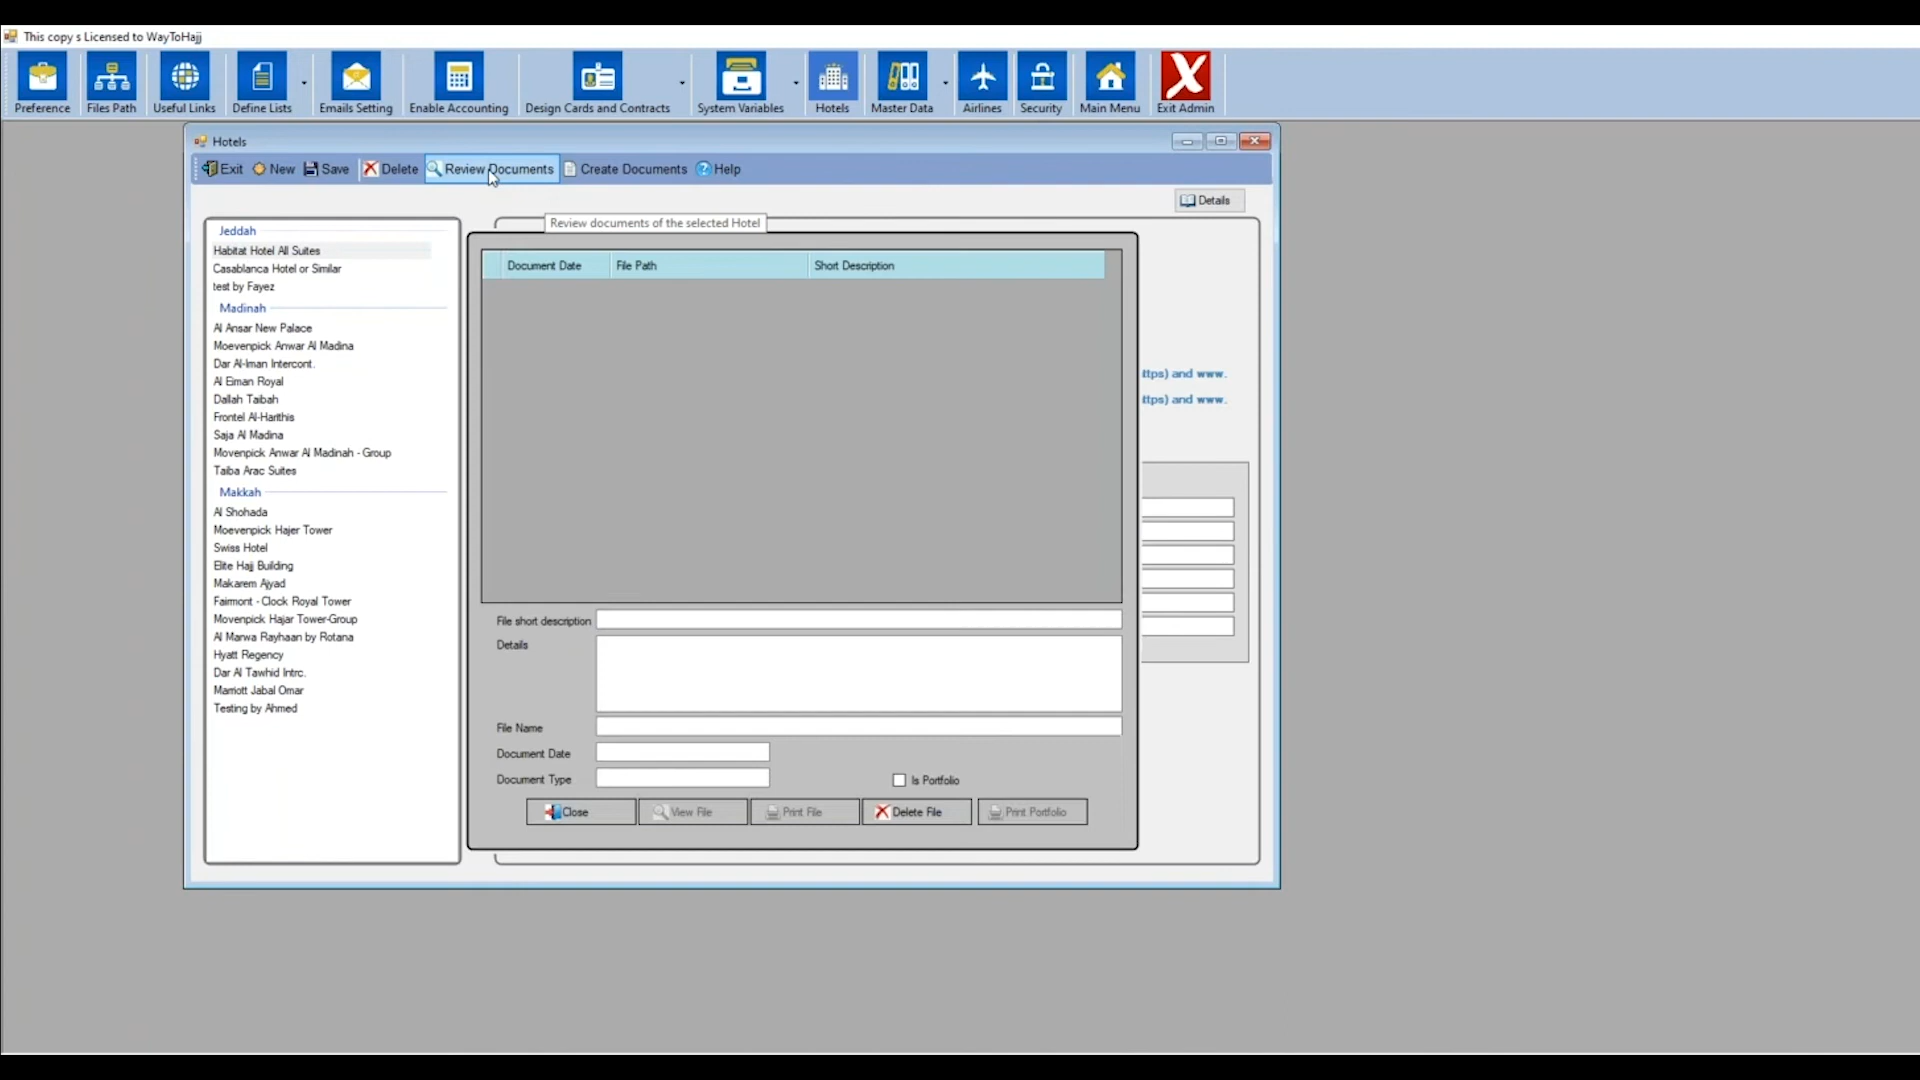 This copy s Licensed to WayToHajj
Preference
Files Path
Useful Links
Define Lists
Emails Setting
Enable Accounting
Design Cards and Contracts
System Variables
Hotels
Master Data
Airlines
Security
Main Menu
Exit Admin
Hotels
Exit
New
Save
Delete
Review Documents
Create Documents
Help
Details
Review documents of the selected Hotel
Jeddah
Habitat Hotel All Suites
Casablanca Hotel or Similar
test by Fayez
Madinah
Al Ansar New Palace
Moevenpick Anwar Al Madina
Dar Al-Iman Intercont.
Al Eiman Royal
Dallah Taibah
Frontel Al-Harithis
Saja Al Madina
Movenpick Anwar Al Madinah - Group
Taiba Arac Suites
Makkah
Al Shohada
Moevenpick Hajer Tower
Swiss Hotel
Elite Hajj Building
Makarem Ajyad
Fairmont - Clock Royal Tower
Movenpick Hajar Tower-Group
Al Marwa Rayhaan by Rotana
Hyatt Regency
Dar Al Tawhid Intrc.
Marriott Jabal Omar
Testing by Ahmed
Document Date
File Path
Short Description
ttps) and www.
ttps) and www.
File short description
Details
File Name
Document Date
Document Type
Is Portfolio
Close
View File
Print File
Delete File
Print Portfolio